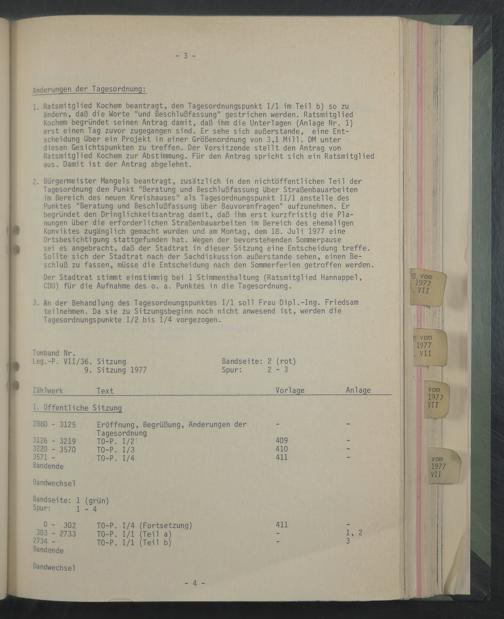 - 3 -
Änderungen der Tagesordnung:
1. Ratsmitglied Kochem beantragt, den Tagesordnungspunkt I/1 im Teil b) so zu
ändern, daß die Worte "und Beschlußfassung" gestrichen werden. Ratsmitglied
Kochem begründet seinen Antrag damit, daß ihm die Unterlagen (Anlage Nr. 1)
erst einen Tag zuvor zugegangen sind. Er sehe sich außerstande, eine Ent-
scheidung über ein Projekt in einer Größenordnung von 3,1 Mill. DM unter
diesen Gesichtspunkten zu treffen. Der Vorsitzende stellt den Antrag von
Ratsmitglied Kochem zur Abstimmung. Für den Antrag spricht sich ein Ratsmitglied
aus. Damit ist der Antrag abgelehnt.
2. Bürgermeister Mangels beantragt, zusätzlich in den nichtöffentlichen Teil der
Tagesordnung den Punkt "Beratung und Beschlußfassung über Straßenbauarbeiten
im Bereich des neuen Kreishauses" als Tagesordnungspunkt II/1 anstelle des
Punktes "Beratung und Beschlußfassung über Bauvoranfragen" aufzunehmen. Er
begründet den Dringlichkeitsantrag damit, daß ihm erst kurzfristig die Pla-
nungen über die erforderlichen Straßenbauarbeiten im Bereich des ehemaligen
Konviktes zugänglich gemacht wurden und am Montag, dem 18. Juli 1977 eine
Ortsbesichtigung stattgefunden hat. Wegen der bevorstehenden Sommerpause
sei es angebracht, daß der Stadtrat in dieser Sitzung eine Entscheidung treffe.
Sollte sich der Stadtrat nach der Sachdiskussion außerstande sehen, einen Be-
schluß zu fassen, müsse die Entscheidung nach den Sommerferien getroffen werden.
Der Stadtrat stimmt einstimmig bei 1 Stimmenthaltung (Ratsmitglied Hannappel,
CDU) für die Aufnahme des o. a. Punktes in die Tagesordnung.
3. An der Behandlung des Tagesordnungspunktes I/1 soll Frau Dipl.-Ing. Friedsam
teilnehmen. Da sie zu Sitzungsbeginn noch nicht anwesend ist, werden die
Tagesordnungspunkte I/2 bis I/4 vorgezogen.
Tonband Nr.
Leg.-P. VII/36. Sitzung Bandseite: 2 (rot)
9. Sitzung 1977 Spur: 2 - 3
Zählwerk Text Vorlage Anlage
I. Öffentliche Sitzung
2880 - 3125 Eröffnung, Begrüßung, Änderungen der - -
Tagesordnung
3126 - 3219 TO-P. I/2 409 -
3220 - 3570 TO-P. I/3 410 -
3571 - TO-P. I/4 411 -
Bandende
Bandwechsel
Bandseite: 1 (grün)
Spur: 1 - 4
0 - 302 TO-P. I/4 (Fortsetzung) 411 -
303 - 2733 TO-P. I/1 (Teil a) - 1, 2
2734 - TO-P. I/1 (Teil b) - 3
Bandende
Bandwechsel
- 4 -
vom
1977
VII
vom
1977
VII
vom
1977
VII
vom
1977
VII